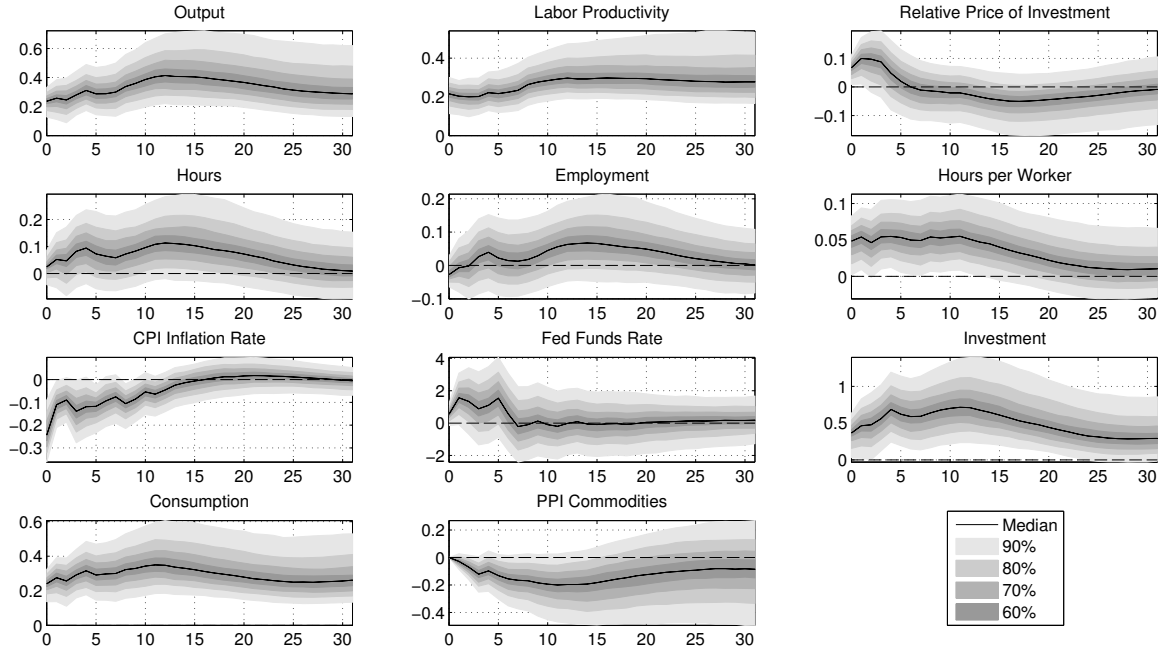 Output
0.6
0.4
0.2
0
0 5 10 15 20 25 30
Labor Productivity
0.4
0.2
0
0 5 10 15 20 25 30
Relative Price of Investment
0.1
0
−0.1
0 5 10 15 20 25 30
Hours
0.2
0.1
0
0 5 10 15 20 25 30
Employment
0.2
0.1
0
−0.1
0 5 10 15 20 25 30
Hours per Worker
0.1
0.05
0
0 5 10 15 20 25 30
CPI Inflation Rate
0
−0.1
−0.2
−0.3
0 5 10 15 20 25 30
Fed Funds Rate
4
2
0
−2
0 5 10 15 20 25 30
Investment
1
0.5
0
0 5 10 15 20 25 30
Consumption
0.6
0.4
0.2
0
0 5 10 15 20 25 30
PPI Commodities
0.2
0
−0.2
−0.4
0 5 10 15 20 25 30
Median
90%
80%
70%
60%